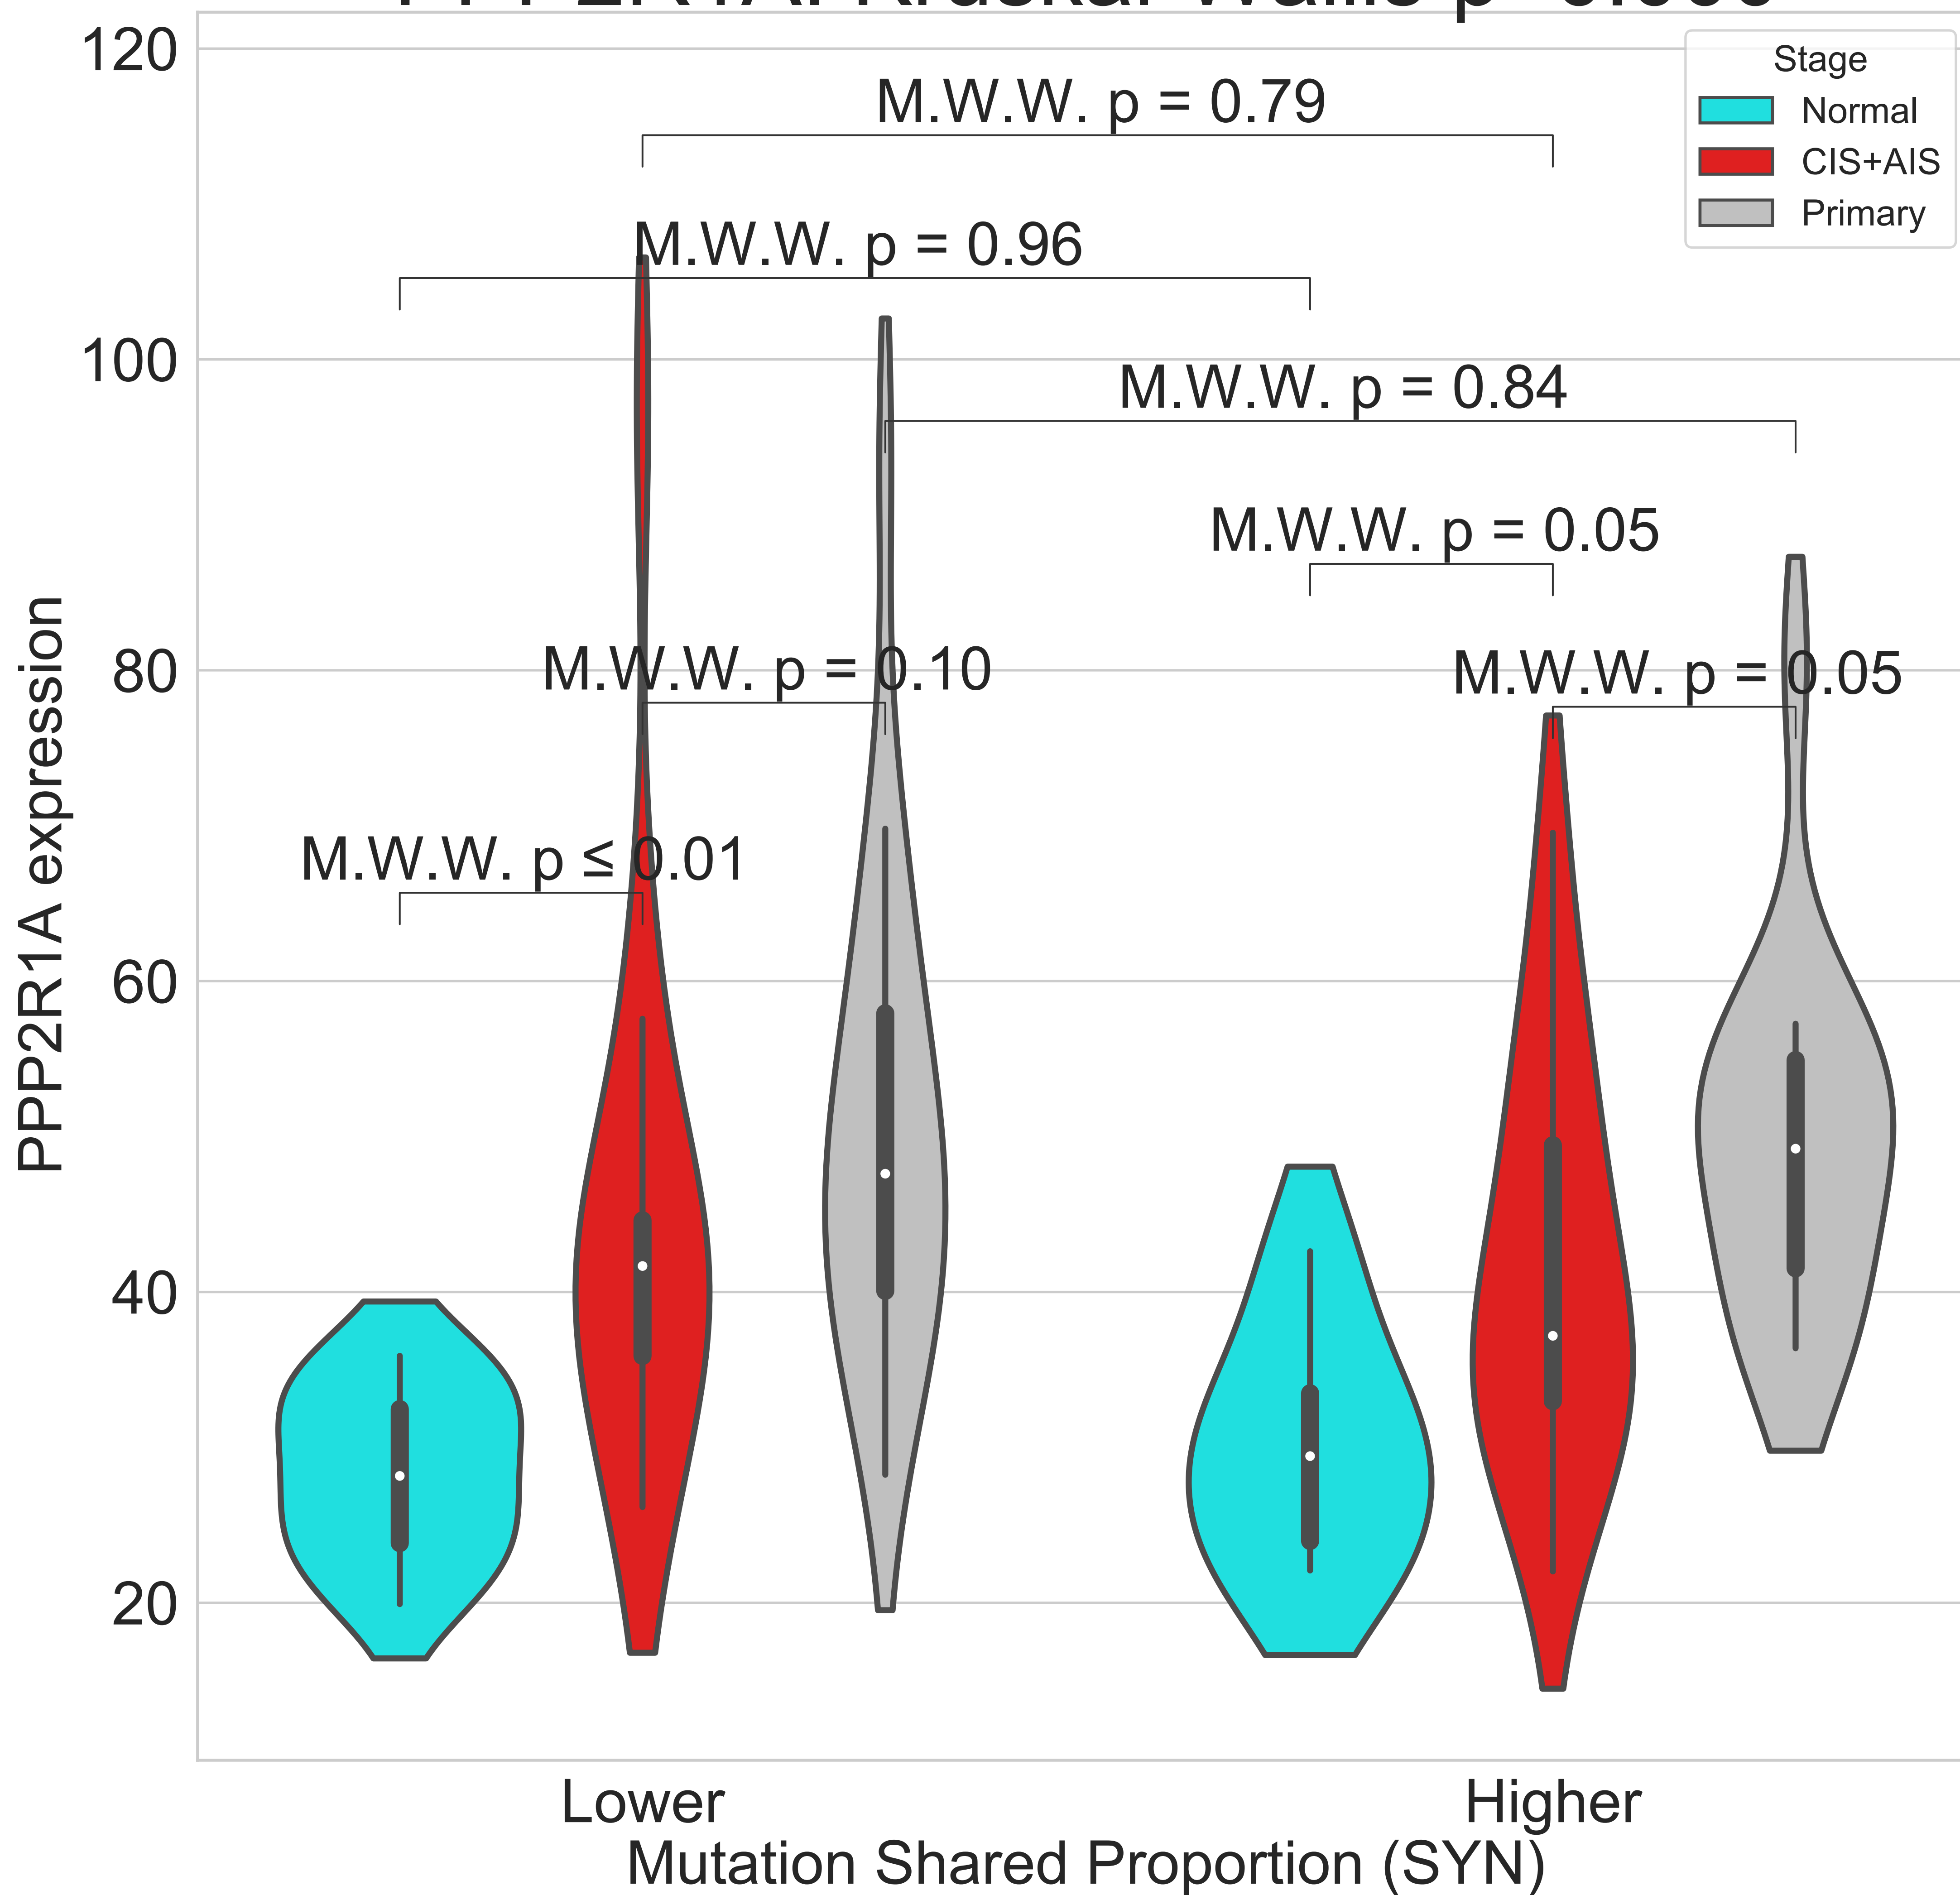 120
100
80
60
40
20
PPP2R1A expression
Stage
Normal
CIS+AIS
Primary
M.W.W. p = 0.79
M.W.W. p = 0.96
M.W.W. p = 0.84
M.W.W. p = 0.05
M.W.W. p = 0.10
M.W.W. p = 0.05
M.W.W. p ≤ 0.01
Lower
Higher
Mutation Shared Proportion (SYN)